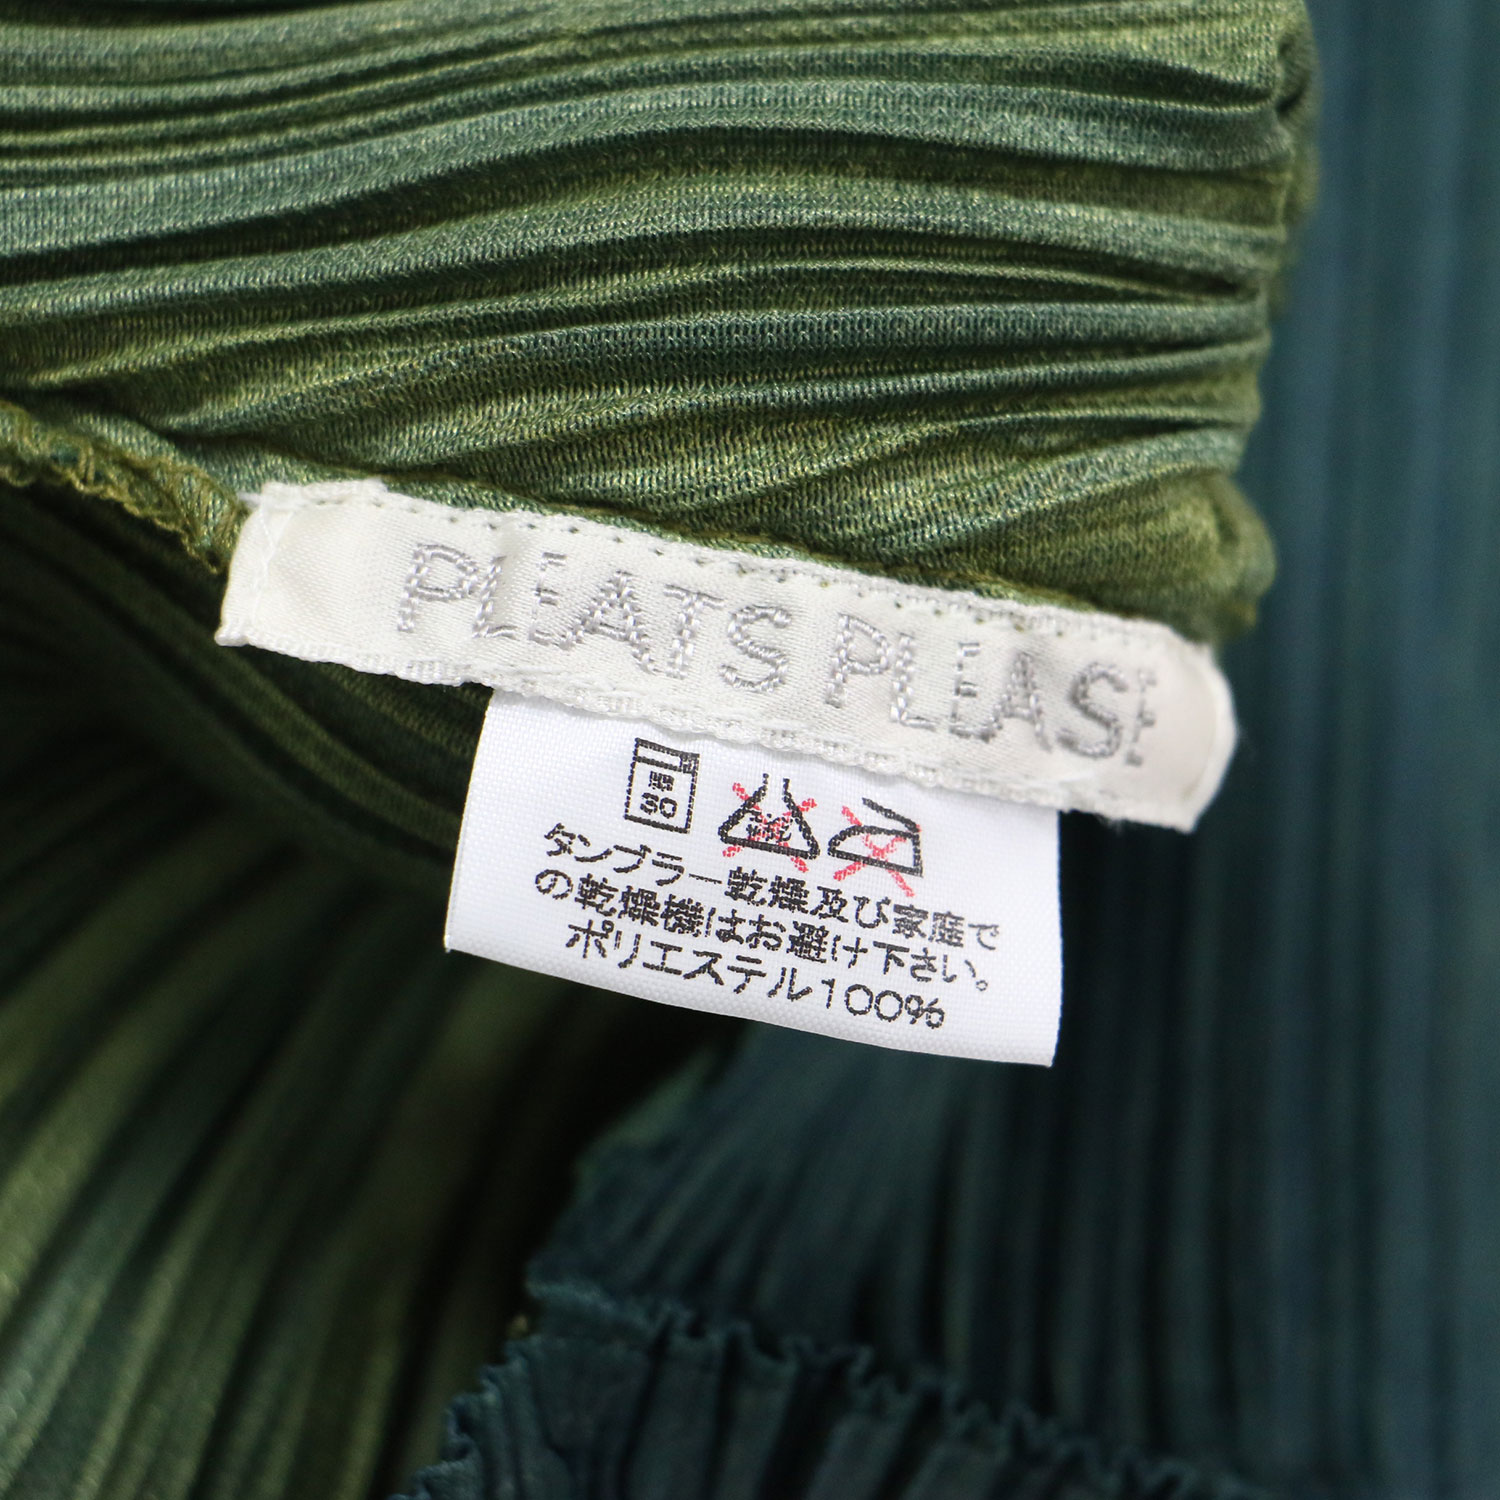 PLEATS PLEASE
タンブラー乾燥及び家庭で
の乾燥機はお避け下さい。
ポリエステル100%